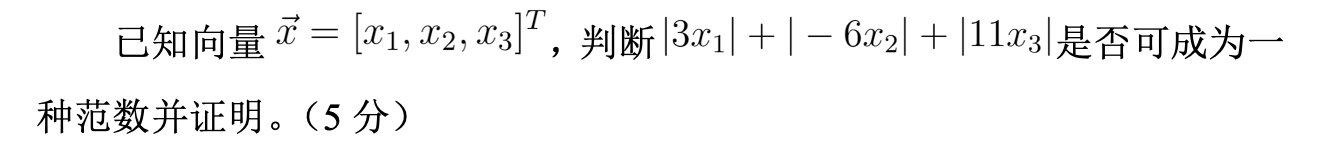 已知向量 $\vec{x} = [x_1, x_2, x_3]^T$，判断$|3x_1| + |-6x_2| + |11x_3|$是否可成为一
种范数并证明。（5 分）